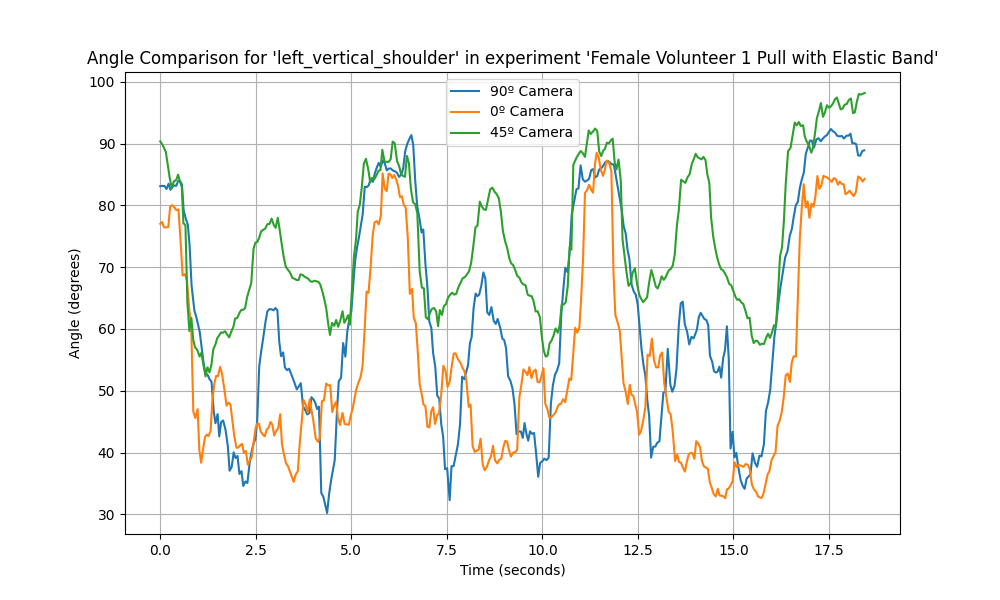 Angle Comparison for 'left_vertical_shoulder' in experiment 'Female Volunteer 1 Pull with Elastic Band'
90º Camera
0º Camera
45º Camera
100
90
80
70
60
50
40
30
Angle (degrees)
0.0 2.5 5.0 7.5 10.0 12.5 15.0 17.5
Time (seconds)